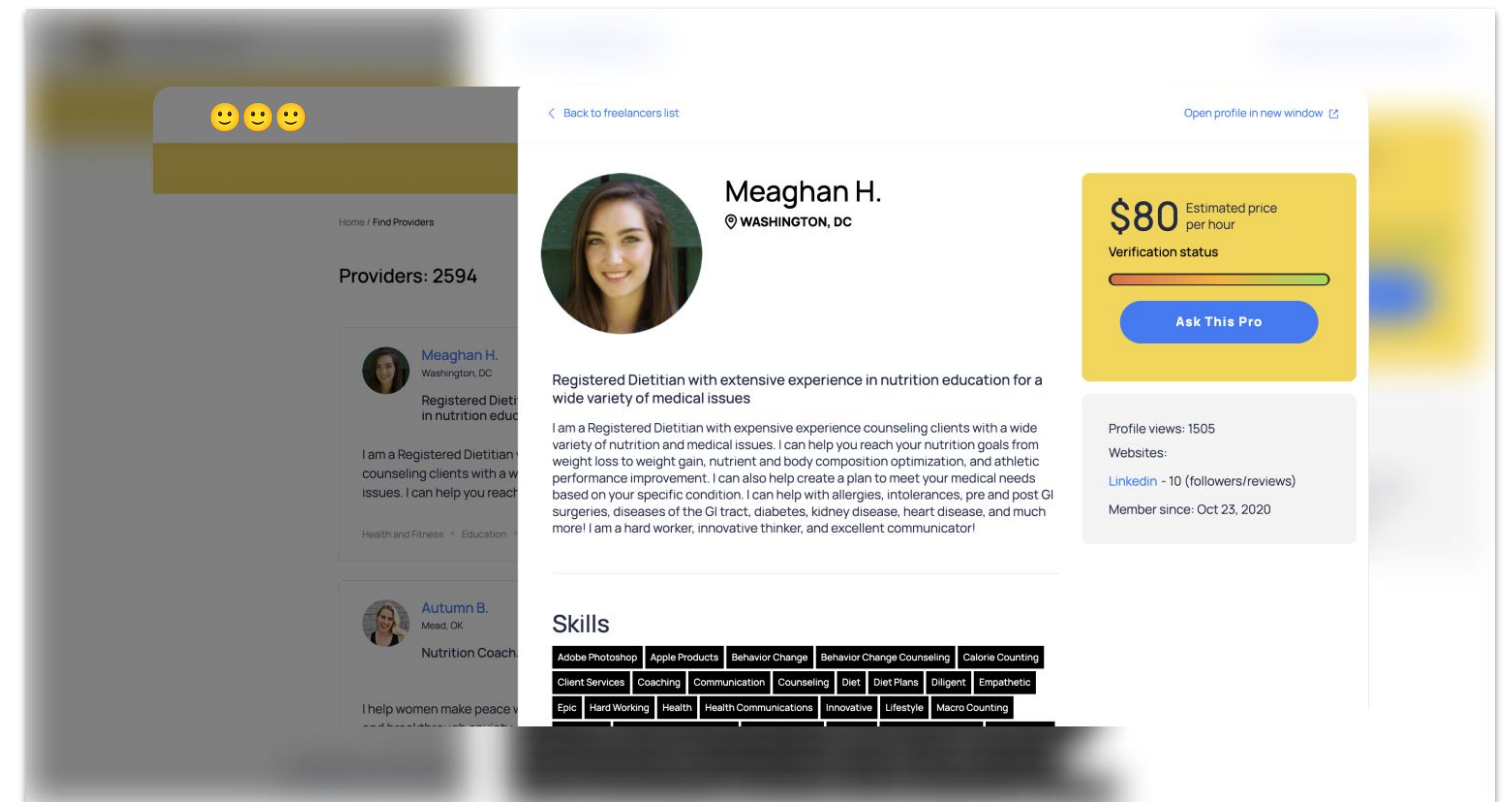 Home / Find Providers
Providers: 2594
Meaghan H.
Washington, DC
Registered
in nutrition
I am a Registered Dietitian
counseling clients with a
issues. I can help you reach
Health and Fitness • Education •
Autumn B.
Mead, OK
Nutrition Coach
I help women make peace
Back to freelancers list
Open profile in new window
Meaghan H.
WASHINGTON, DC
Registered Dietitian with extensive experience in nutrition education for a
wide variety of medical issues
I am a Registered Dietitian with expensive experience counseling clients with a wide
variety of nutrition and medical issues. I can help you reach your nutrition goals from
weight loss to weight gain, nutrient and body composition optimization, and athletic
performance improvement. I can also help create a plan to meet your medical needs
based on your specific condition. I can help with allergies, intolerances, pre and post GI
surgeries, diseases of the GI tract, diabetes, kidney disease, heart disease, and much
more! I am a hard worker, innovative thinker, and excellent communicator!
Skills
Adobe Photoshop Apple Products Behavior Change Behavior Change Counseling Calorie Counting
Client Services Coaching Communication Counseling Diet Diet Plans Diligent Empathetic
Epic Hard Working Health Health Communications Innovative Lifestyle Macro Counting
$80 Estimated price
per hour
Verification status
Ask This Pro
Profile views: 1505
Websites:
Linkedin - 10 (followers/reviews)
Member since: Oct 23, 2020